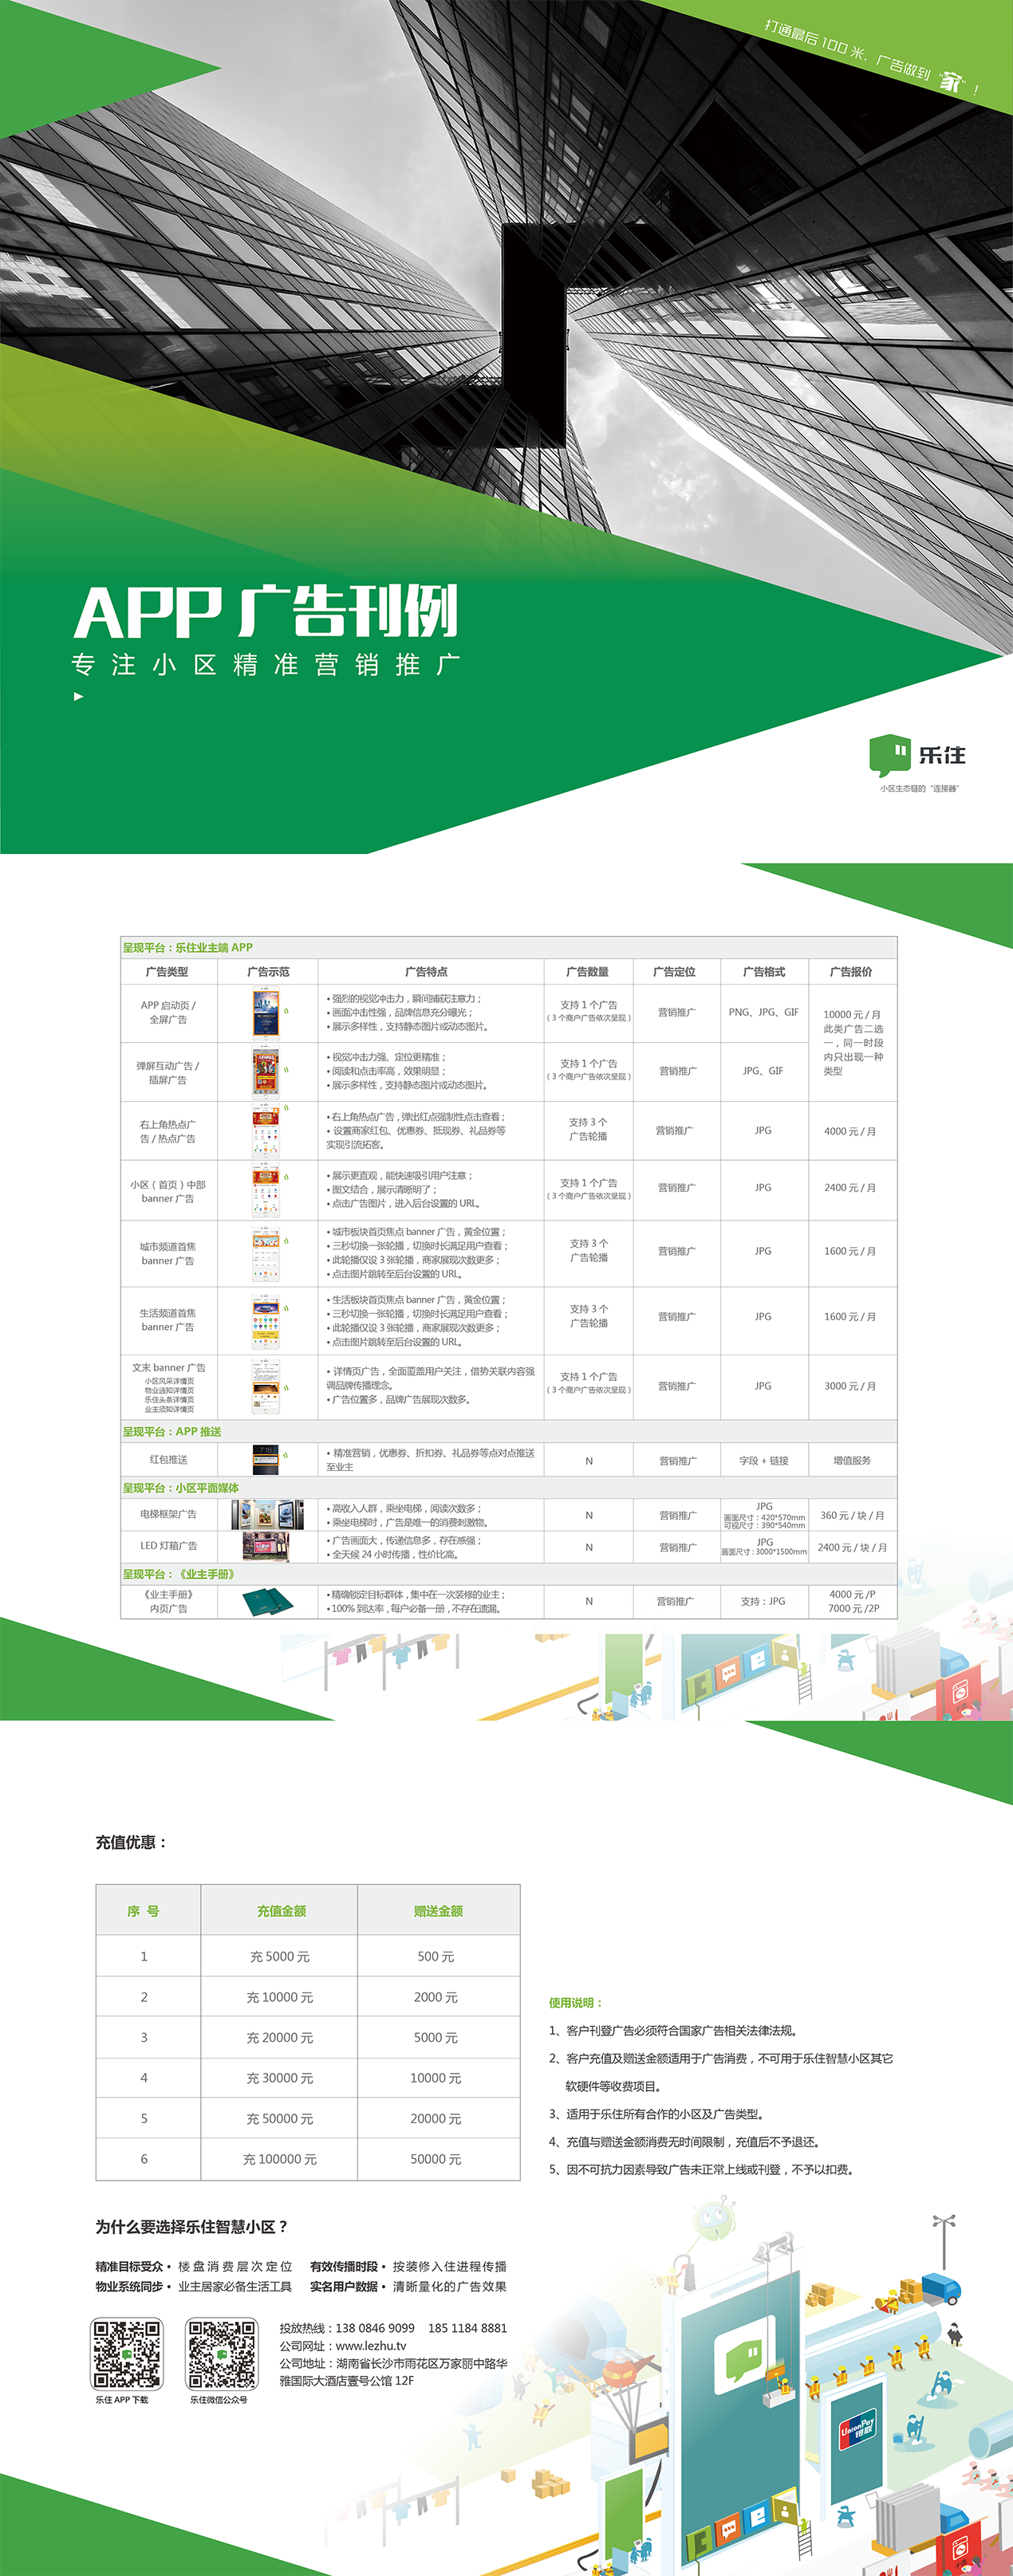 打通最后100米，广告做到“家”！
APP广告刊例
专注小区精准营销推广
乐住
小区生态链的“连接器”
呈现平台：乐住业主端 APP
广告类型 广告示范 广告特点 广告数量 广告定位 广告格式 广告报价
APP 启动页 /
全屏广告
• 强烈的视觉冲击力，瞬间捕获注意力；
• 画面冲击性强，品牌信息充分曝光；
• 展示多样性，支持静态图片或动态图片。
支持 1 个广告
（3 个商户广告依次呈现）
营销推广
PNG、JPG、GIF
10000 元 / 月
此类广告二选
一，同一时段
内只出现一种
类型
弹屏互动广告 /
插屏广告
• 视觉冲击力强、定位更精准；
• 阅读和点击率高，效果明显；
• 展示多样性，支持静态图片或动态图片。
支持 1 个广告
（3 个商户广告依次呈现）
营销推广
JPG、GIF
右上角热点广
告 / 热点广告
• 右上角热点广告，弹出红点强制性点击查看；
• 设置商家红包、优惠券、抵现券、礼品券等
实现引流拓客。
支持 3 个
广告轮播
营销推广
JPG
4000 元 / 月
小区（首页）中部
banner 广告
• 展示更直观，能快速吸引用户注意；
• 图文结合，展示清晰明了；
• 点击广告图片，进入后台设置的 URL。
支持 1 个广告
（3 个商户广告依次呈现）
营销推广
JPG
2400 元 / 月
城市频道首焦
banner 广告
• 城市板块首页焦点 banner 广告，黄金位置；
• 三秒切换一张轮播，切换时长满足用户查看；
• 此轮播仅设 3 张轮播，商家展现次数更多；
• 点击图片跳转至后台设置的 URL。
支持 3 个
广告轮播
营销推广
JPG
1600 元 / 月
生活频道首焦
banner 广告
• 生活板块首页焦点 banner 广告，黄金位置；
• 三秒切换一张轮播，切换时长满足用户查看；
• 此轮播仅设 3 张轮播，商家展现次数更多；
• 点击图片跳转至后台设置的 URL。
支持 3 个
广告轮播
营销推广
JPG
1600 元 / 月
文末 banner 广告
小区风采详情页
物业通知详情页
乐住头条详情页
业主须知详情页
• 详情页广告，全面覆盖用户关注，借势关联内容强
调品牌传播理念。
• 广告位置多，品牌广告展现次数多。
支持 1 个广告
（3 个商户广告依次呈现）
营销推广
JPG
3000 元 / 月
呈现平台：APP 推送
红包推送
• 精准营销，优惠券、折扣券、礼品券等点对点推送
至业主
N
营销推广
字段 + 链接
增值服务
呈现平台：小区平面媒体
电梯框架广告
• 高收入人群，乘坐电梯，阅读次数多；
• 乘坐电梯时，广告是唯一的消费刺激物。
N
营销推广
JPG
画面尺寸：420*570mm
可视尺寸：390*540mm
360 元 / 块 / 月
LED 灯箱广告
• 广告画面大，传递信息多，存在感强；
• 全天候 24 小时传播，性价比高。
N
营销推广
JPG
画面尺寸：3000*1500mm
2400 元 / 块 / 月
呈现平台：《业主手册》
《业主手册》
内页广告
• 精确锁定目标群体，集中在一次装修的业主；
• 100% 到达率，每户必备一册，不存在遗漏。
N
营销推广
支持：JPG
4000 元 /P
7000 元 /2P
充值优惠：
序 号 充值金额 赠送金额
1 充 5000 元 500 元
2 充 10000 元 2000 元
3 充 20000 元 5000 元
4 充 30000 元 10000 元
5 充 50000 元 20000 元
6 充 100000 元 50000 元
使用说明：
1、客户刊登广告必须符合国家广告相关法律法规。
2、客户充值及赠送金额适用于广告消费，不可用于乐住智慧小区其它
软硬件等收费项目。
3、适用于乐住所有合作的小区及广告类型。
4、充值与赠送金额消费无时间限制，充值后不予退还。
5、因不可抗力因素导致广告未正常上线或刊登，不予以扣费。
为什么要选择乐住智慧小区？
精准目标受众 • 楼盘消费层次定位 有效传播时段 • 按装修入住进程传播
物业系统同步 • 业主居家必备生活工具 实名用户数据 • 清晰量化的广告效果
投放热线：138 0846 9099 185 1184 8881
公司网址：www.lezhu.tv
公司地址：湖南省长沙市雨花区万家丽中路华
雅国际大酒店壹号公馆 12F
乐住 APP 下载 乐住微信公众号
UnionPay
银联